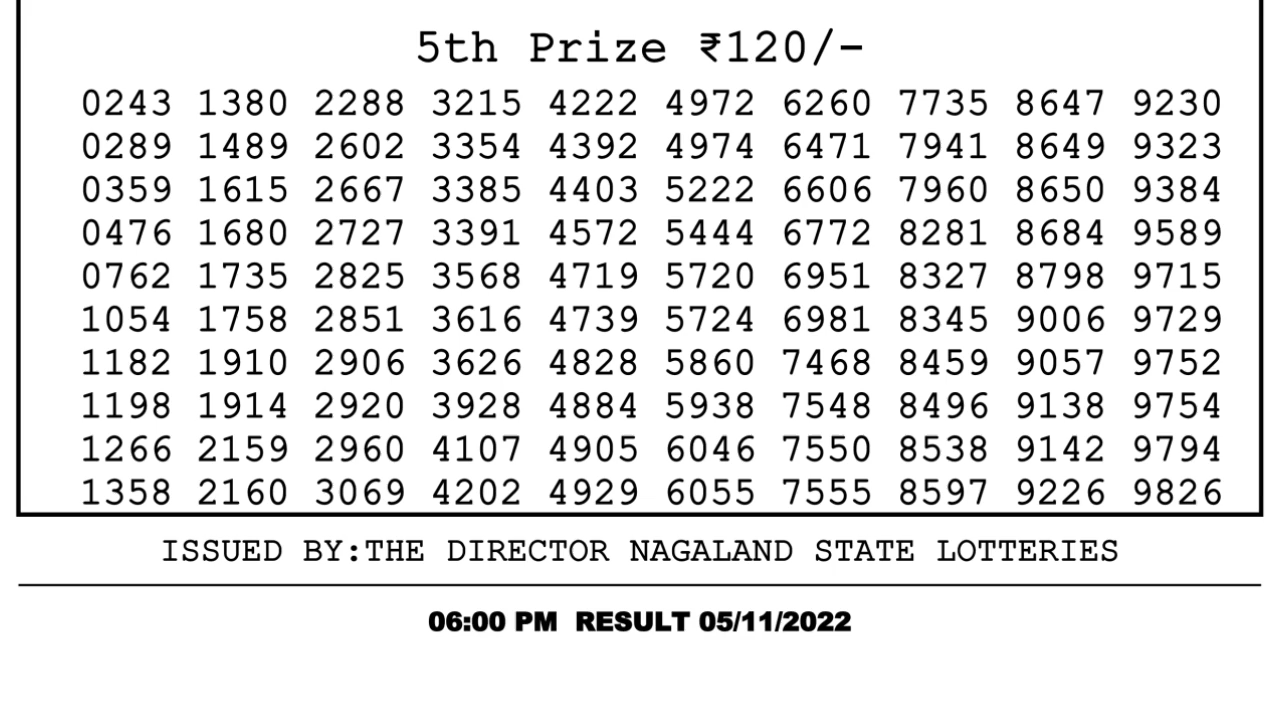 5th Prize ₹120/-
0243 1380 2288 3215 4222 4972 6260 7735 8647 9230
0289 1489 2602 3354 4392 4974 6471 7941 8649 9323
0359 1615 2667 3385 4403 5222 6606 7960 8650 9384
0476 1680 2727 3391 4572 5444 6772 8281 8684 9589
0762 1735 2825 3568 4719 5720 6951 8327 8798 9715
1054 1758 2851 3616 4739 5724 6981 8345 9006 9729
1182 1910 2906 3626 4828 5860 7468 8459 9057 9752
1198 1914 2920 3928 4884 5938 7548 8496 9138 9754
1266 2159 2960 4107 4905 6046 7550 8538 9142 9794
1358 2160 3069 4202 4929 6055 7555 8597 9226 9826
ISSUED BY:THE DIRECTOR NAGALAND STATE LOTTERIES
06:00 PM RESULT 05/11/2022